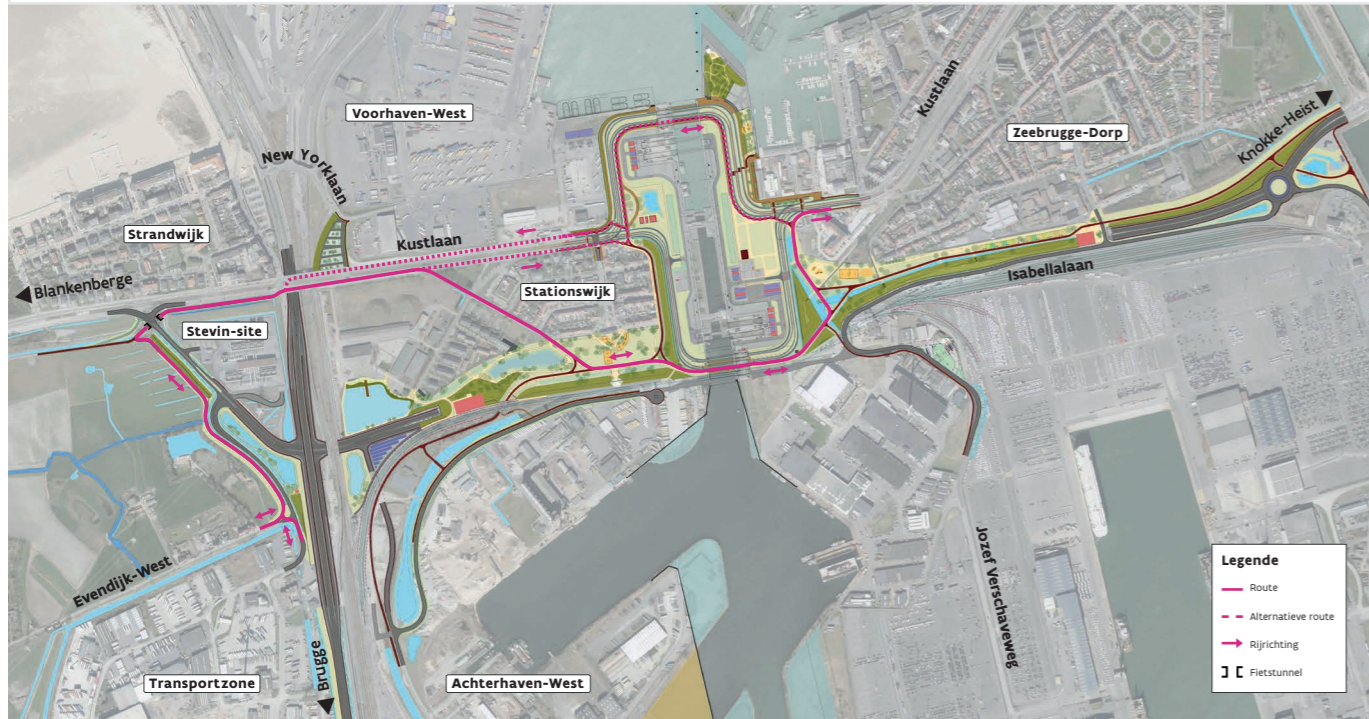 Voorhaven-West
Kustlaan
Zeebrugge-Dorp
Knokke-Heist
New Yorklaan
Strandwijk
Kustlaan
Isabellalaan
Blankenberge
Stationswijk
Stevin-site
Evendijk-West
Jozef Verschaveweg
Transportzone
Brugge
Achterhaven-West
Legende
Route
Alternatieve route
Rijrichting
Fietstunnel